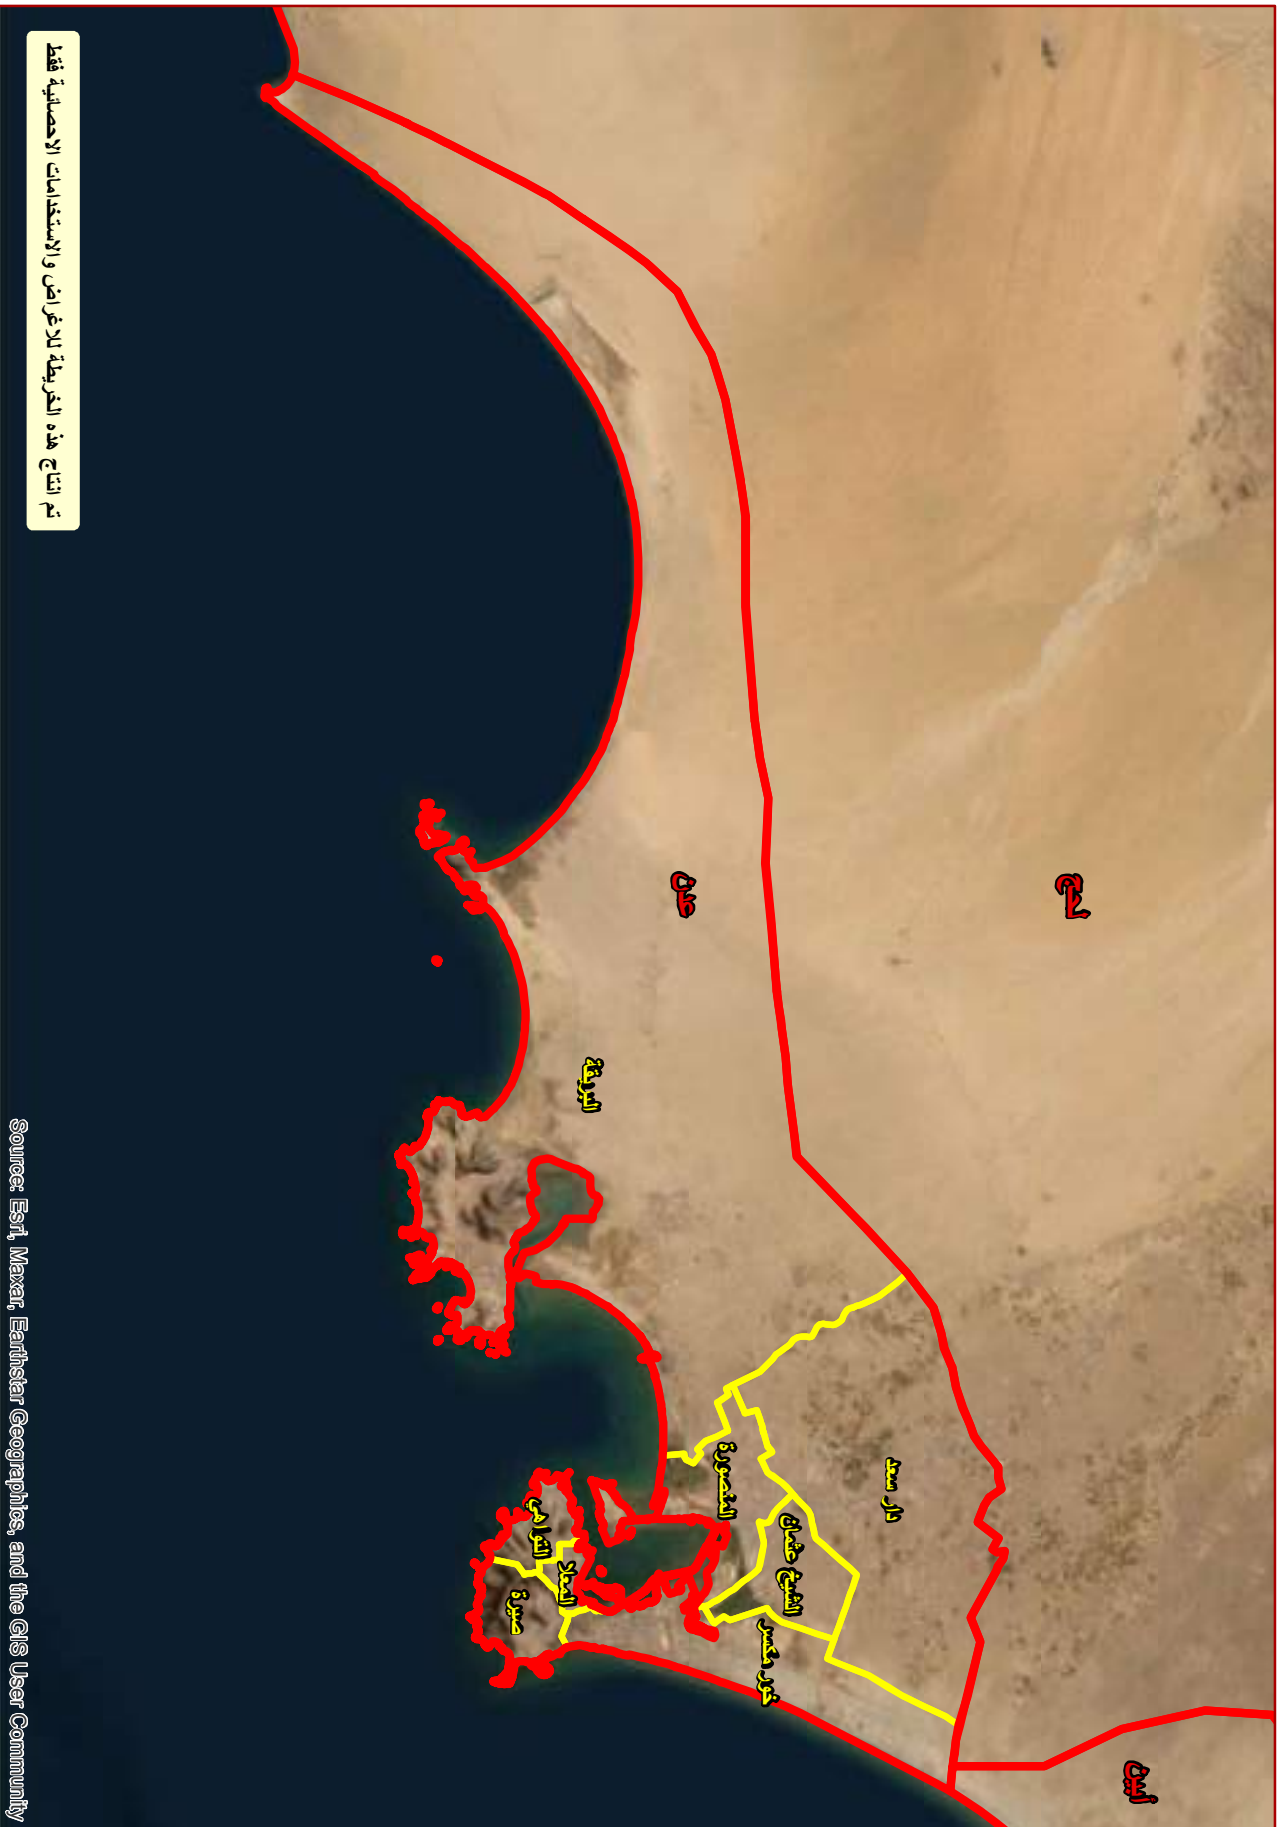 لحج
أبين
عدن
دار سعد
الشيخ عثمان
خور مكسر
المنصورة
البريقة
المعلا
التواهي
صيرة
تم انتاج هذه الخريطة للاغراض والاستخدامات الاحصائية فقط
Source: Esri, Maxar, Earthstar Geographics, and the GIS User Community